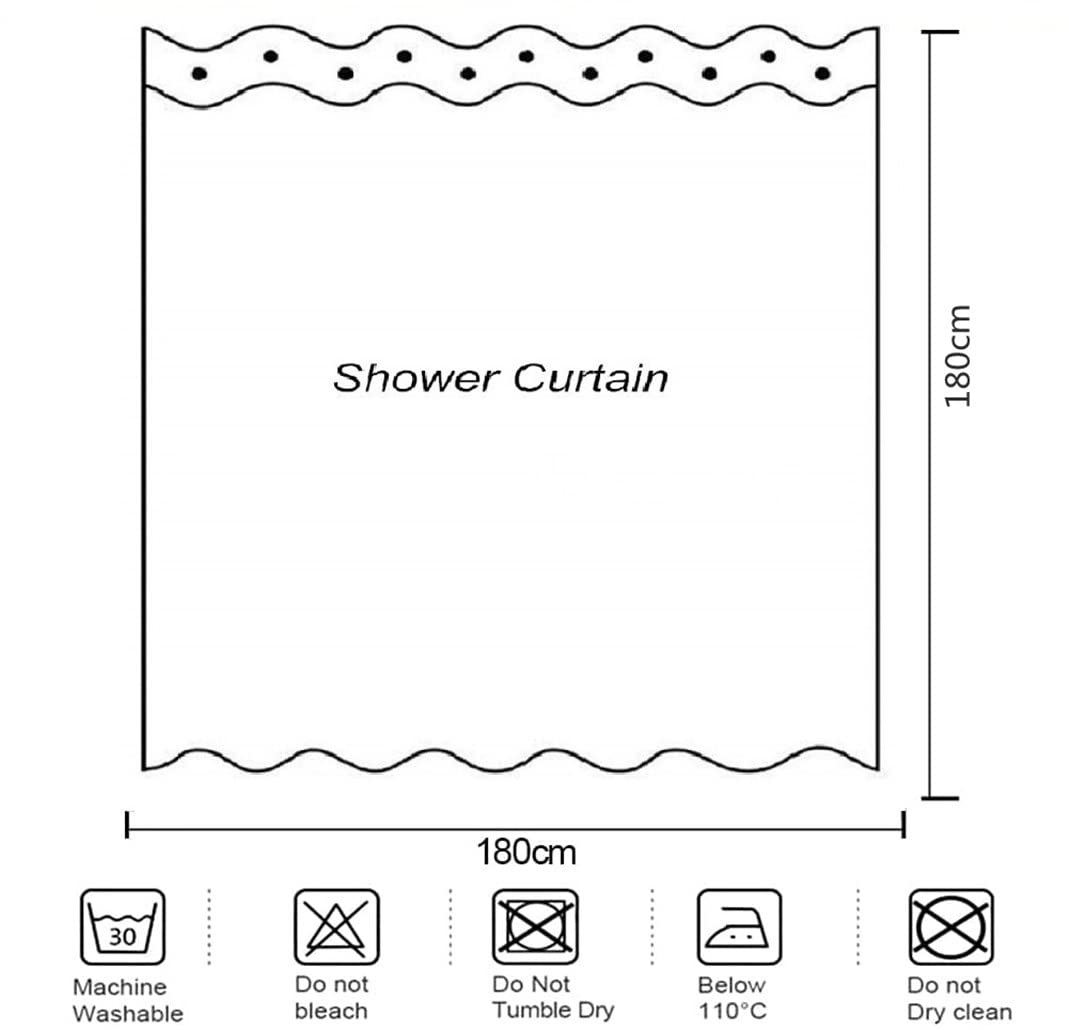 Shower Curtain
180cm
180cm
30
Machine
Washable
Do not
bleach
Do Not
Tumble Dry
Below
110°C
Do not
Dry clean